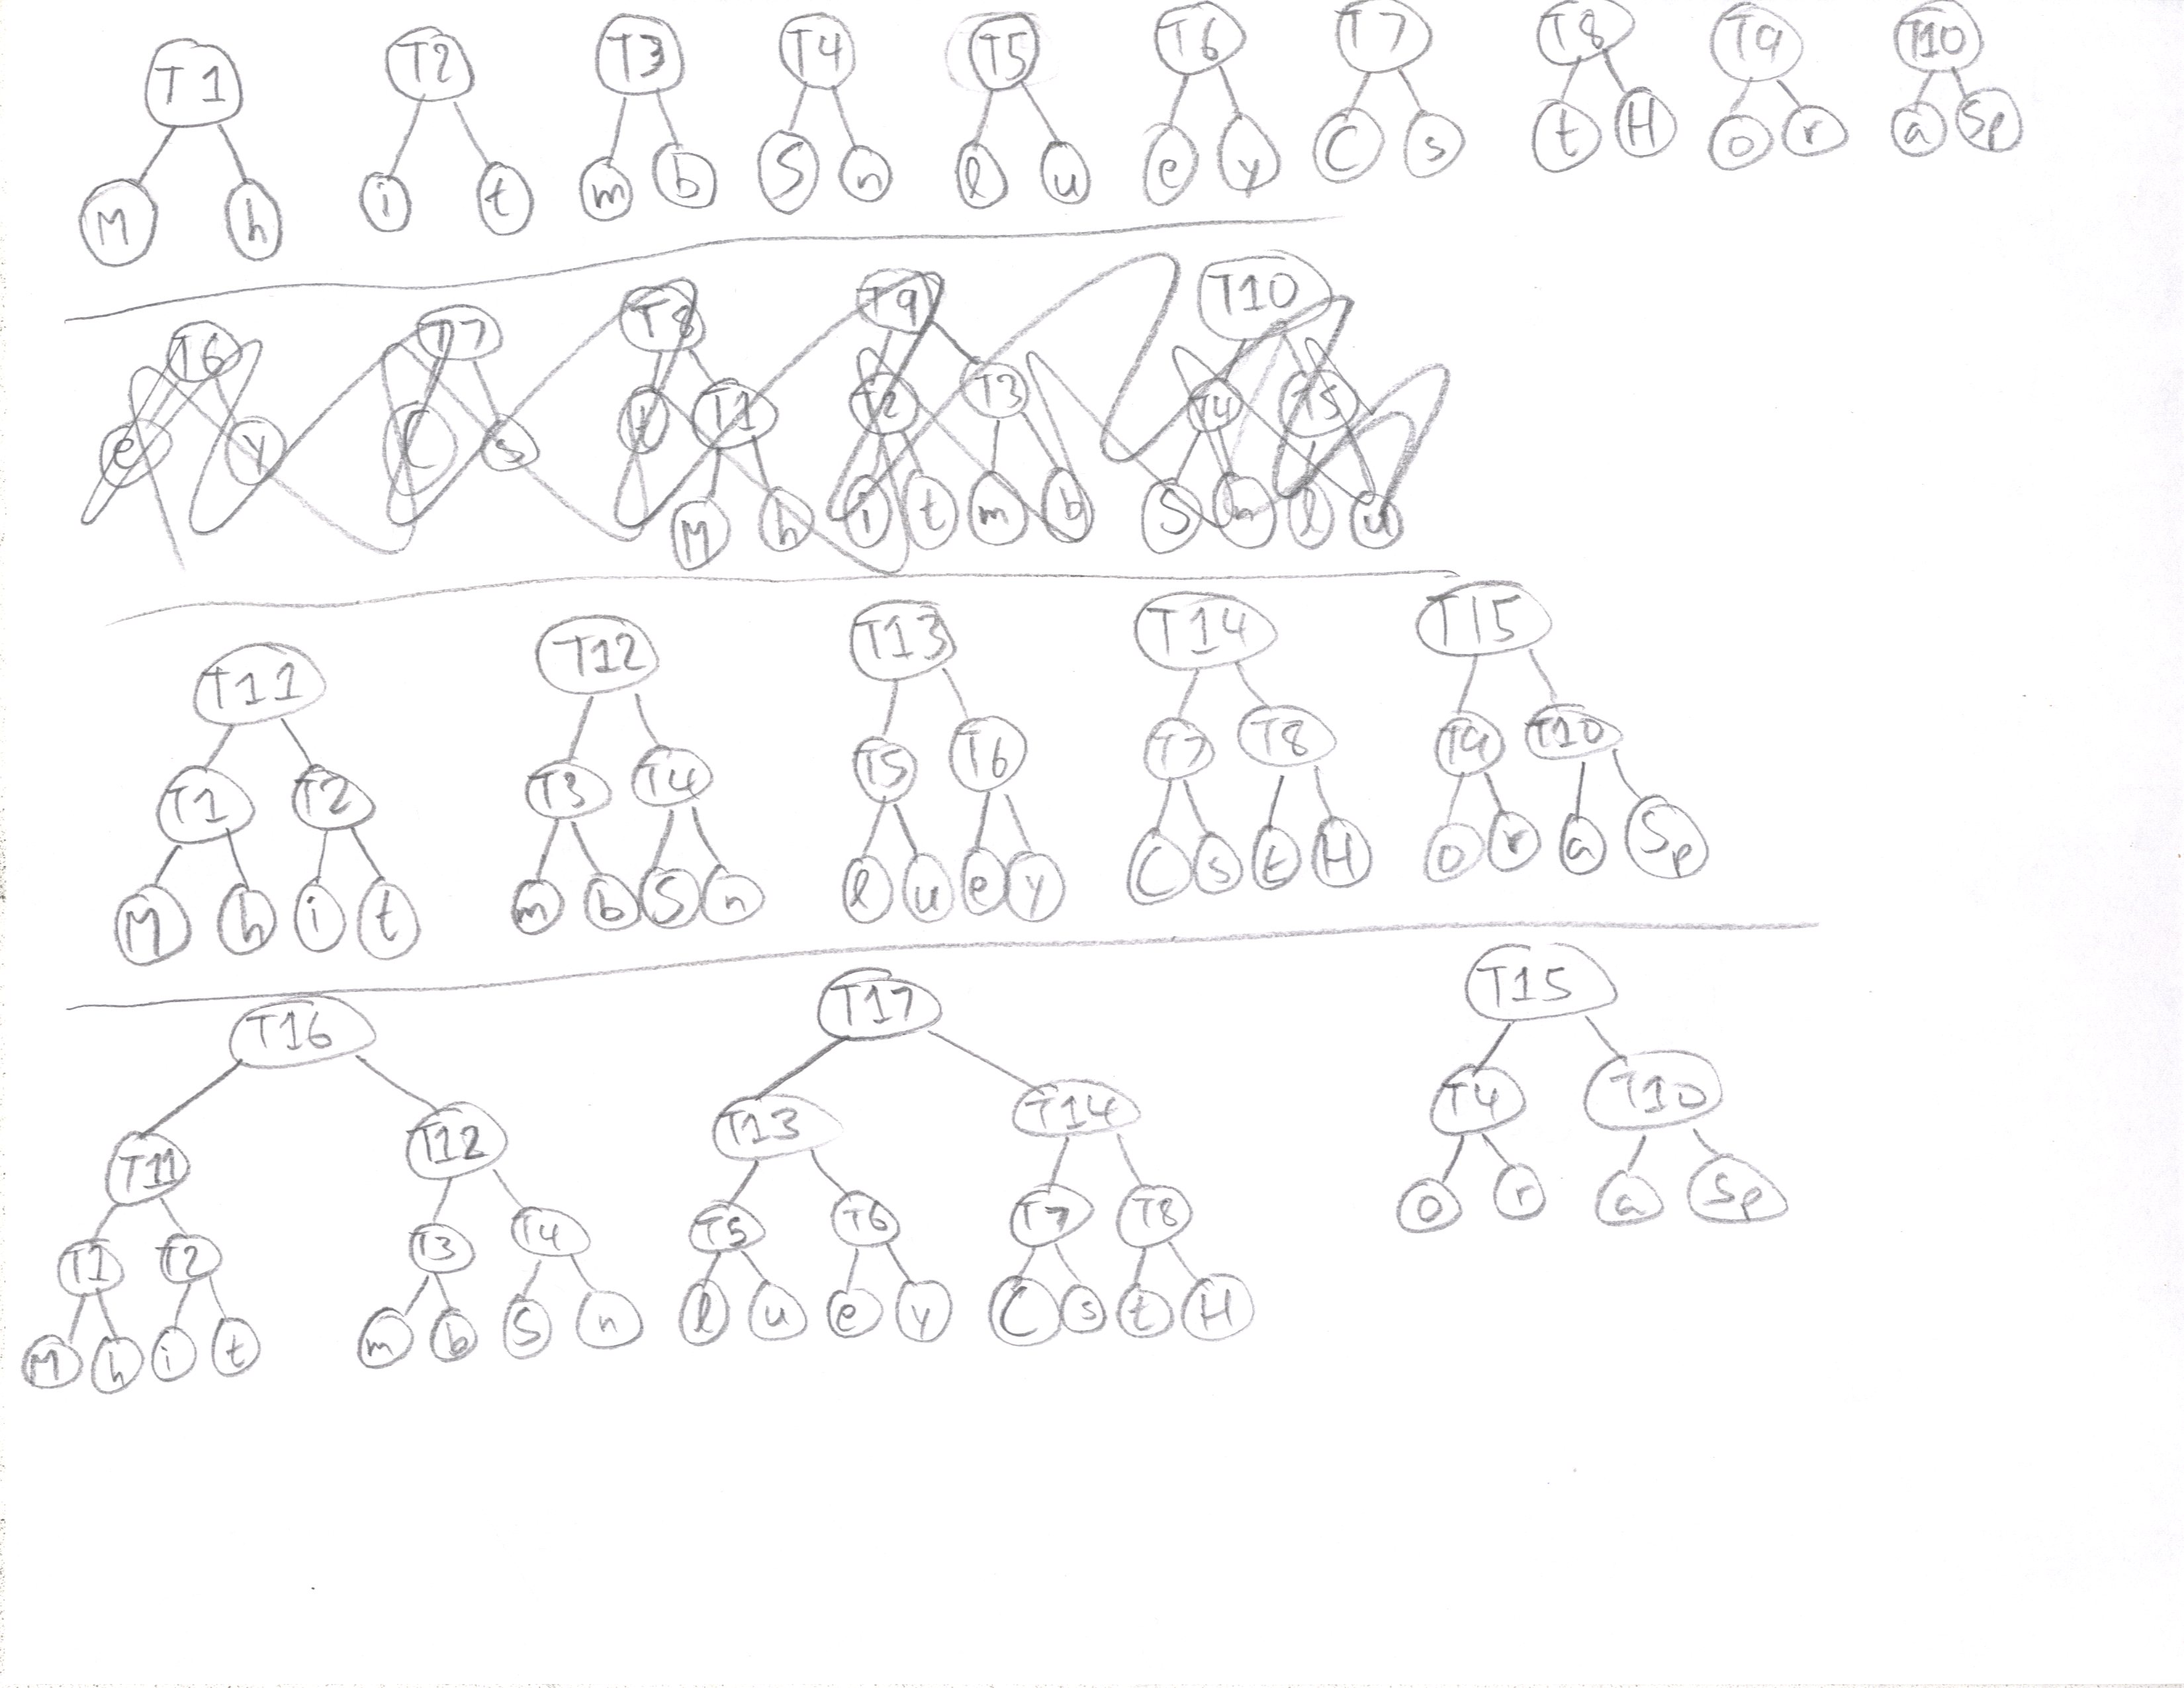 T1 T2 T3 T4 T5 T6 T7 T8 T9 T10
M h i t m b S n l u e y C s t H o r a Sp
T6 T7 T8 T9 T10
e y C s t T1 T2 T3 T4 T5
M h i t m b S n l u
T11 T12 T13 T14 T15
T1 T2 T3 T4 T5 T6 T7 T8 T9 T10
M h i t m b S n l u e y C s t H o r a Sp
T16 T17 T15
T11 T12 T13 T14 T4 T10
T1 T2 T3 T4 T5 T6 T7 T8 o r a Sp
M h i t m b S n l u e y C s t H